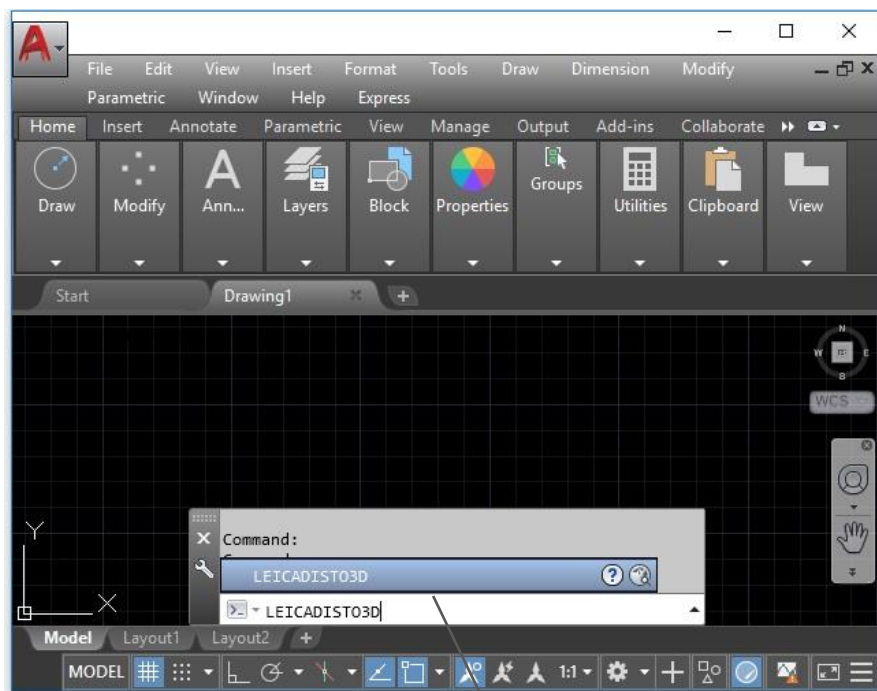 A
File Edit View Insert Format Tools Draw Dimension Modify
Parametric Window Help Express
Home Insert Annotate Parametric View Manage Output Add-ins Collaborate
Draw Modify Ann... Layers Block Properties Groups Utilities Clipboard View
Start Drawing1
N
W E
WCS
Y
X
Command:
LEICADISTO3D
LEICADISTO3D
Model Layout1 Layout2
MODEL 1:1